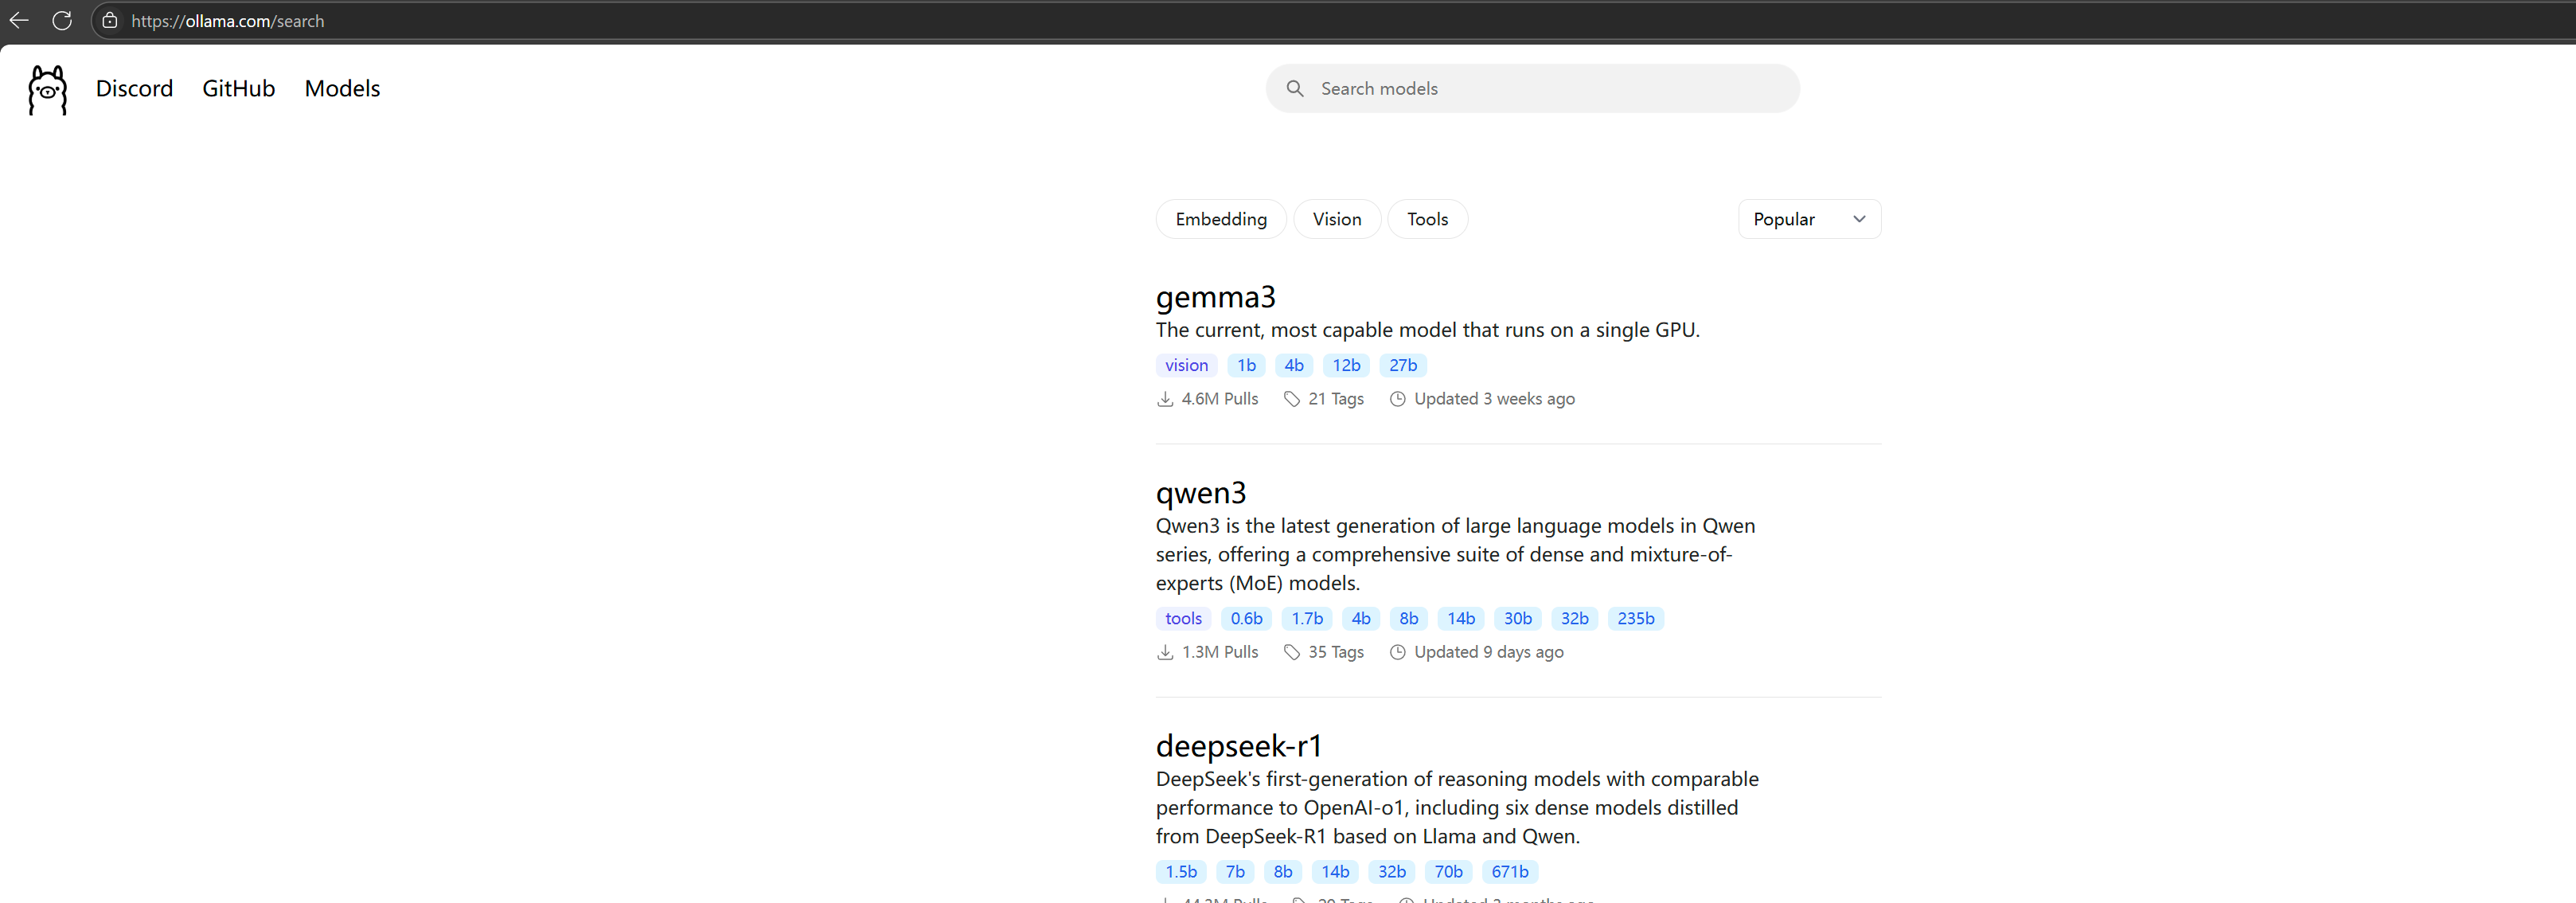 https://ollama.com/search
Discord GitHub Models
Search models
Embedding Vision Tools Popular
gemma3
The current, most capable model that runs on a single GPU.
vision 1b 4b 12b 27b
4.6M Pulls 21 Tags Updated 3 weeks ago
qwen3
Qwen3 is the latest generation of large language models in Qwen
series, offering a comprehensive suite of dense and mixture-of-
experts (MoE) models.
tools 0.6b 1.7b 4b 8b 14b 30b 32b 235b
1.3M Pulls 35 Tags Updated 9 days ago
deepseek-r1
DeepSeek's first-generation of reasoning models with comparable
performance to OpenAI-o1, including six dense models distilled
from DeepSeek-R1 based on Llama and Qwen.
1.5b 7b 8b 14b 32b 70b 671b
Pulls Tags Updated months ago